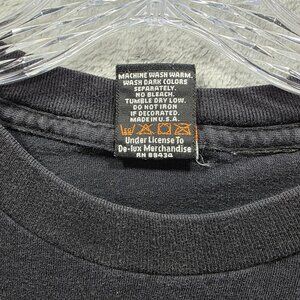 MACHINE WASH WARM.
WASH DARK COLORS
SEPARATELY.
NO BLEACH.
TUMBLE DRY LOW.
DO NOT IRON
IF DECORATED.
MADE IN U.S.A.
Under License To
De-lux Merchandise
RN 89434